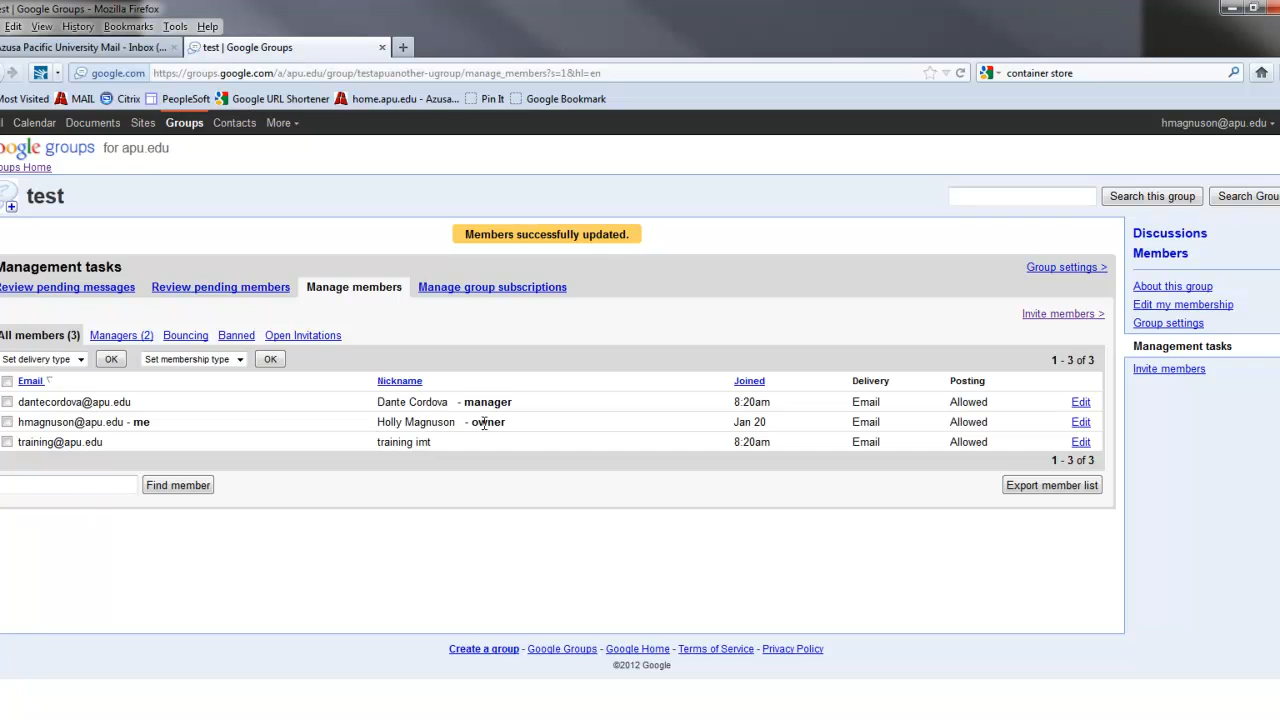 test | Google Groups - Mozilla Firefox
Edit View History Bookmarks Tools Help
Azusa Pacific University Mail - Inbox (... test | Google Groups
google.com https://groups.google.com/a/apu.edu/group/testapuanother-ugroup/manage_members?s=1&hl=en container store
Most Visited MAIL Citrix PeopleSoft Google URL Shortener home.apu.edu - Azusa... Pin It Google Bookmark
Calendar Documents Sites Groups Contacts More hmagnuson@apu.edu
oogle groups for apu.edu
oups Home
test Search this group Search Grou
Members successfully updated.
Discussions
Members
Management tasks Group settings >
Review pending messages Review pending members Manage members Manage group subscriptions
About this group
Edit my membership
Group settings
Management tasks
Invite members
Invite members >
All members (3) Managers (2) Bouncing Banned Open Invitations
Set delivery type OK Set membership type OK 1 - 3 of 3
Email Nickname Joined Delivery Posting
dantecordova@apu.edu Dante Cordova - manager 8:20am Email Allowed Edit
hmagnuson@apu.edu - me Holly Magnuson - owner Jan 20 Email Allowed Edit
training@apu.edu training imt 8:20am Email Allowed Edit
1 - 3 of 3
Find member Export member list
Create a group - Google Groups - Google Home - Terms of Service - Privacy Policy
©2012 Google